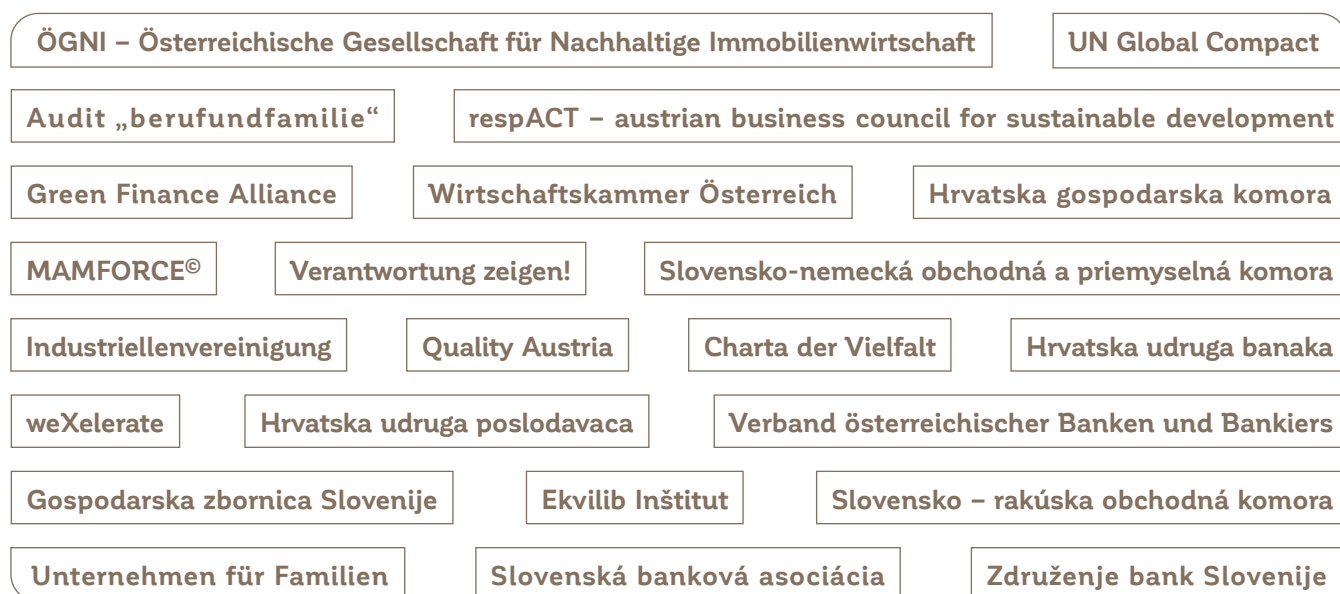 ÖGNI – Österreichische Gesellschaft für Nachhaltige Immobilienwirtschaft
UN Global Compact
Audit „berufundfamilie“
respACT – austrian business council for sustainable development
Green Finance Alliance
Wirtschaftskammer Österreich
Hrvatska gospodarska komora
MAMFORCE©
Verantwortung zeigen!
Slovensko-nemecká obchodná a priemyselná komora
Industriellenvereinigung
Quality Austria
Charta der Vielfalt
Hrvatska udruga banaka
weXelerate
Hrvatska udruga poslodavaca
Verband österreichischer Banken und Bankiers
Gospodarska zbornica Slovenije
Ekvilib Inštitut
Slovensko – rakúska obchodná komora
Unternehmen für Familien
Slovenská banková asociácia
Združenje bank Slovenije